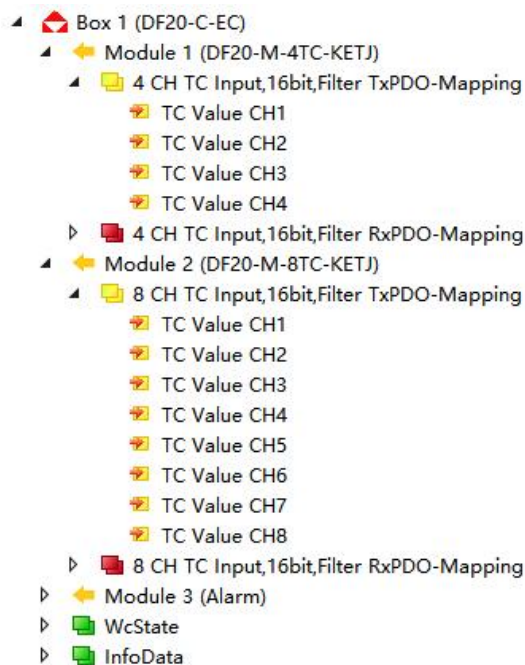 Box 1 (DF20-C-EC)
Module 1 (DF20-M-4TC-KETJ)
4 CH TC Input,16bit,Filter TxPDO-Mapping
TC Value CH1
TC Value CH2
TC Value CH3
TC Value CH4
4 CH TC Input,16bit,Filter RxPDO-Mapping
Module 2 (DF20-M-8TC-KETJ)
8 CH TC Input,16bit,Filter TxPDO-Mapping
TC Value CH1
TC Value CH2
TC Value CH3
TC Value CH4
TC Value CH5
TC Value CH6
TC Value CH7
TC Value CH8
8 CH TC Input,16bit,Filter RxPDO-Mapping
Module 3 (Alarm)
WcState
InfoData